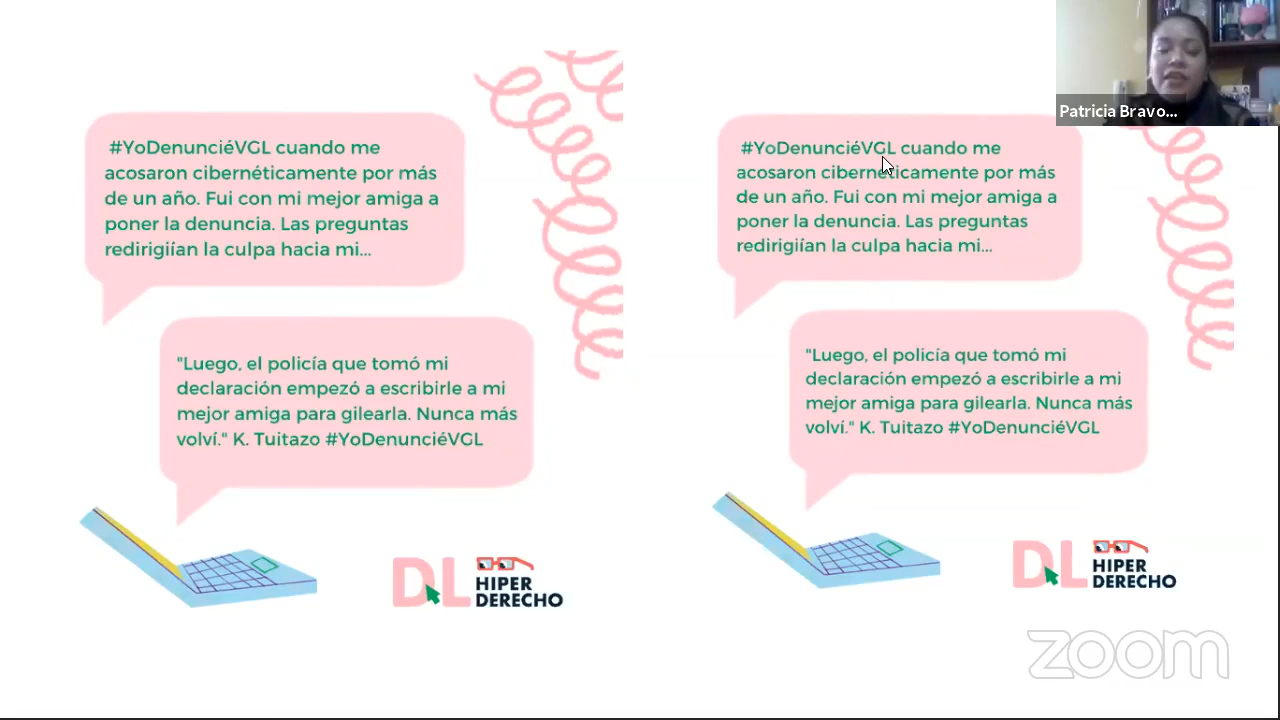 #YoDenunciéVGL cuando me
acosaron cibernéticamente por más
de un año. Fui con mi mejor amiga a
poner la denuncia. Las preguntas
redirigiían la culpa hacia mi...
"Luego, el policía que tomó mi
declaración empezó a escribirle a mi
mejor amiga para gilearla. Nunca más
volví." K. Tuitazo #YoDenunciéVGL
DL
HIPER
DERECHO
#YoDenunciéVGL cuando me
acosaron cibernéticamente por más
de un año. Fui con mi mejor amiga a
poner la denuncia. Las preguntas
redirigiían la culpa hacia mi...
"Luego, el policía que tomó mi
declaración empezó a escribirle a mi
mejor amiga para gilearla. Nunca más
volví." K. Tuitazo #YoDenunciéVGL
DL
HIPER
DERECHO
Patricia Bravo...
zoom